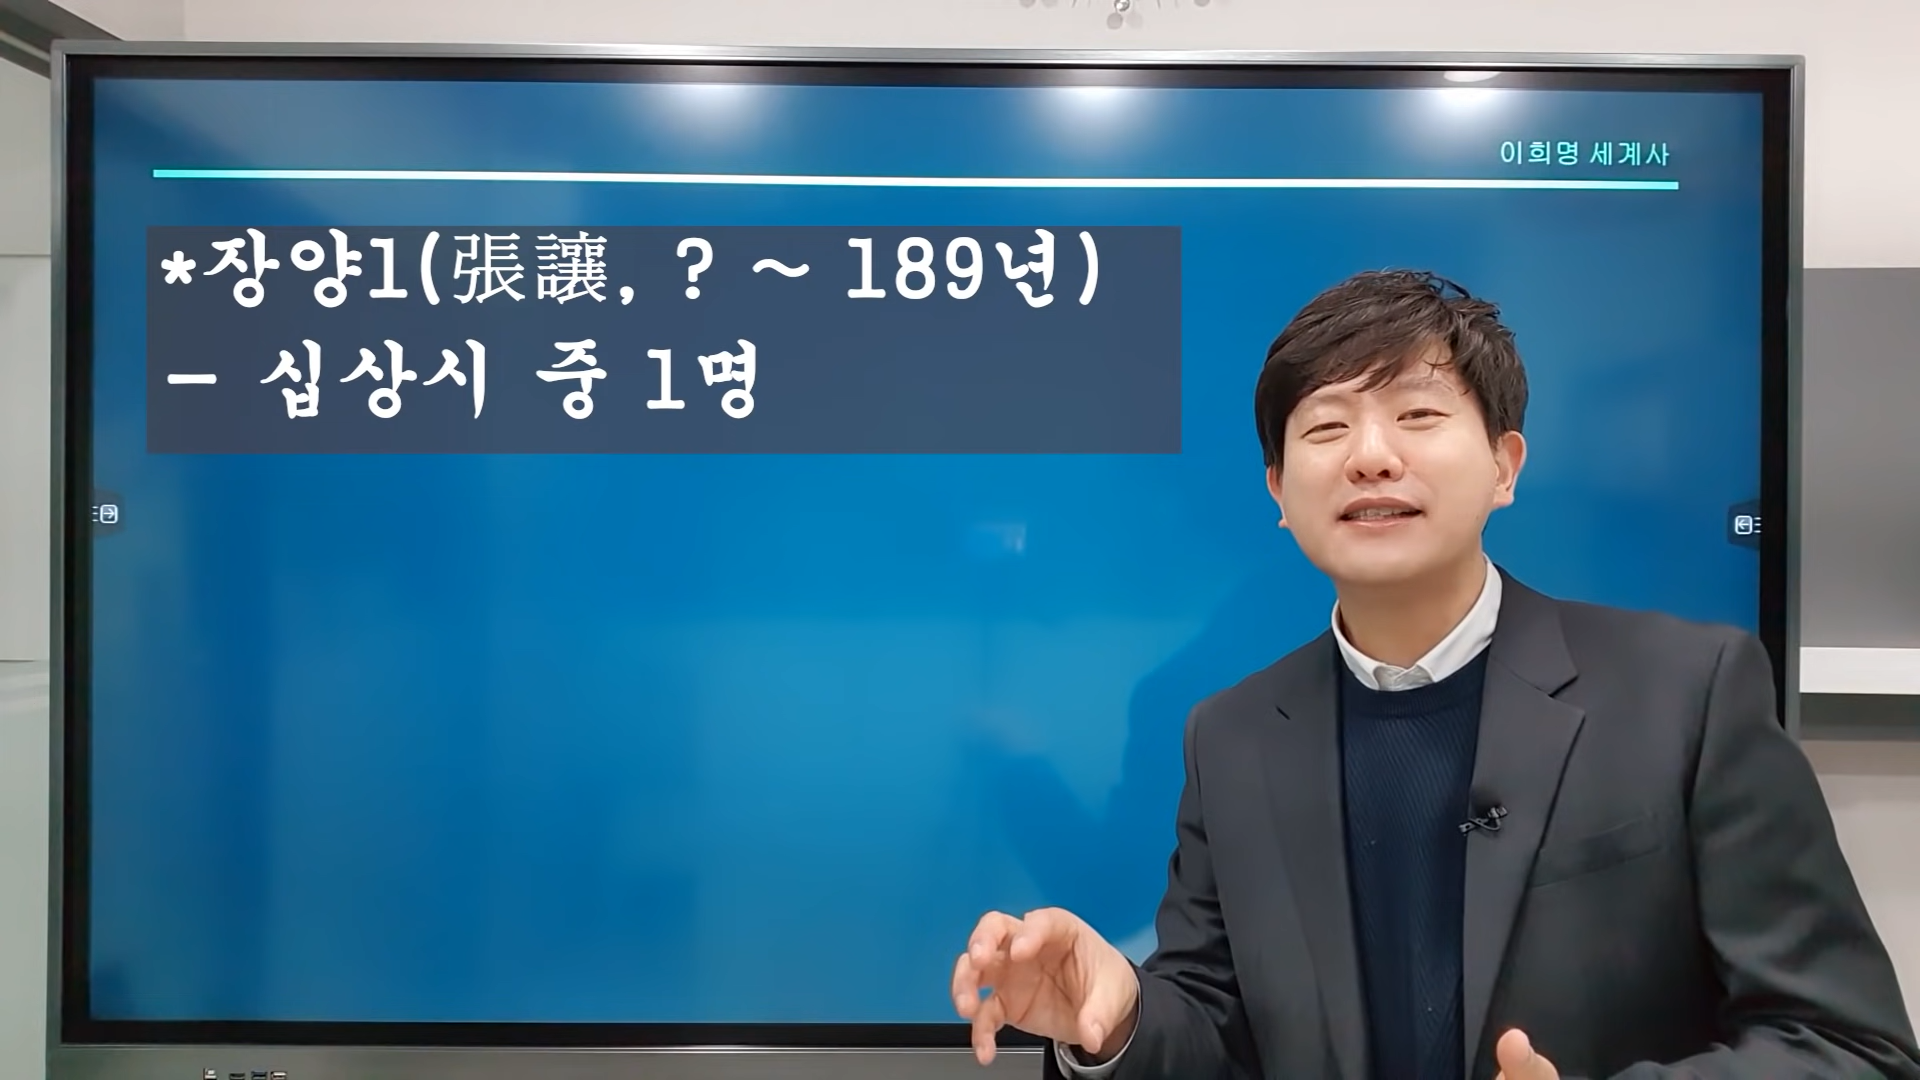 이희명 세계사
*장양1(張讓, ? ~ 189년)
- 십상시 중 1명